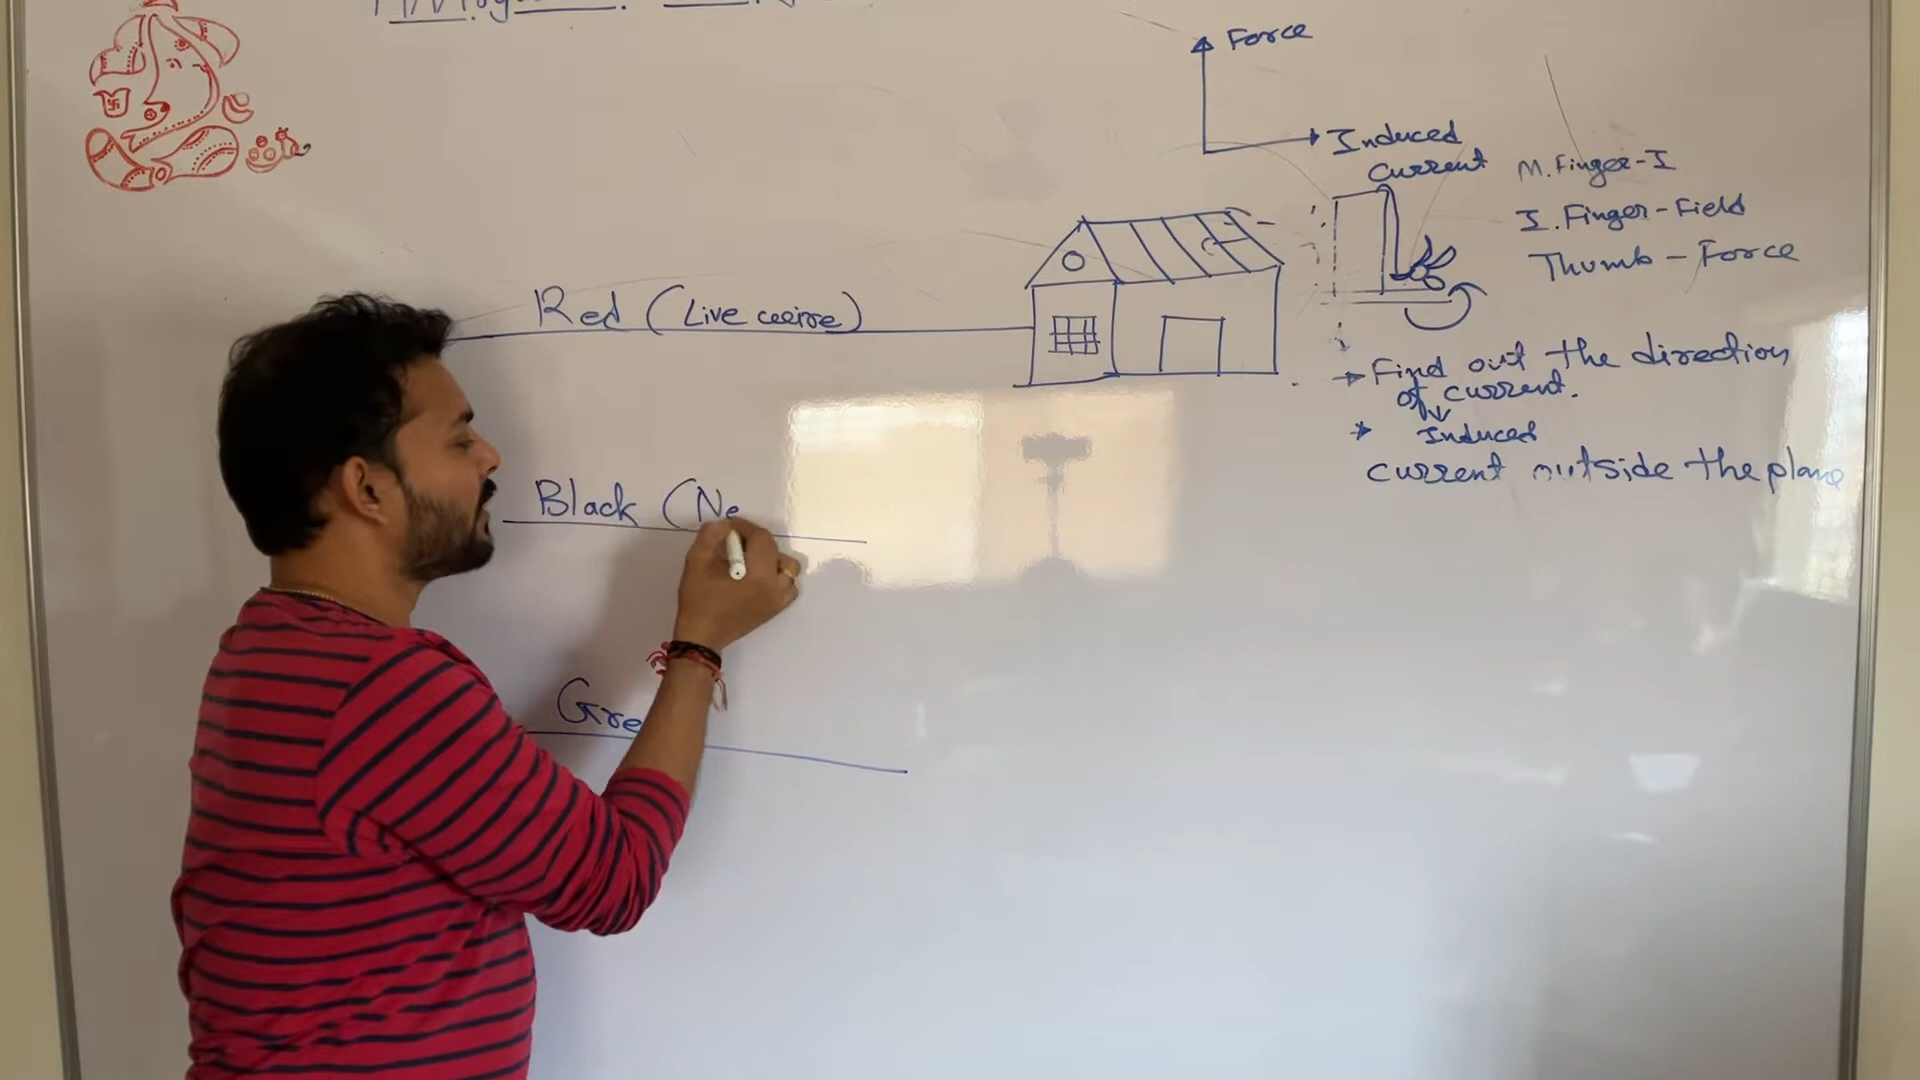 Force
Induced
current
M. Finger-I
I. Finger-Field
Thumb-Force
Red (Live wire)
Find out the direction
of current.
Induced
current outside the plane
Black (Ne
Gre